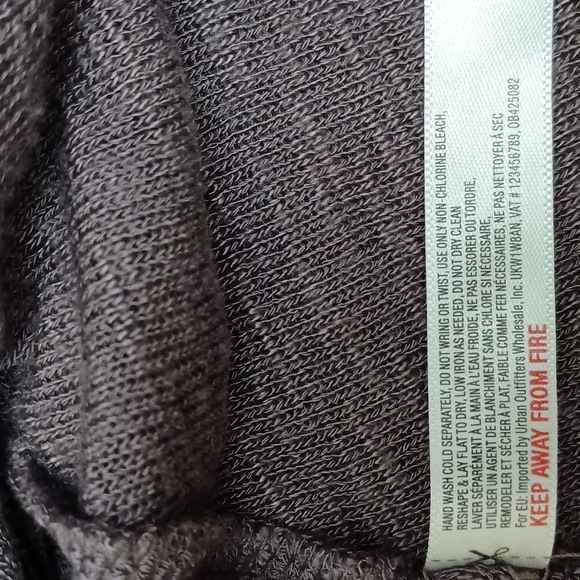 HAND WASH COLD SEPARATELY, DO NOT WRING OR TWIST, USE ONLY NON-CHLORINE BLEACH,
RESHAPE & LAY FLAT TO DRY, LOW IRON AS NEEDED, DO NOT DRY CLEAN
LAVER SÉPARÉMENT À LA MAIN À L'EAU FROIDE, NE PAS ESSORER OU TORDRE,
UTILISER UN AGENT DE BLANCHIMENT SANS CHLORE SI NÉCESSAIRE,
REMODELER ET SÉCHER À PLAT, FAIBLE COMME FER NÉCESSAIRES, NE PAS NETTOYER À SEC
For EU: Imported by Urban Outfitters Wholesale, Inc. UKW1W8AN. VAT # 123456789, OB425082
KEEP AWAY FROM FIRE